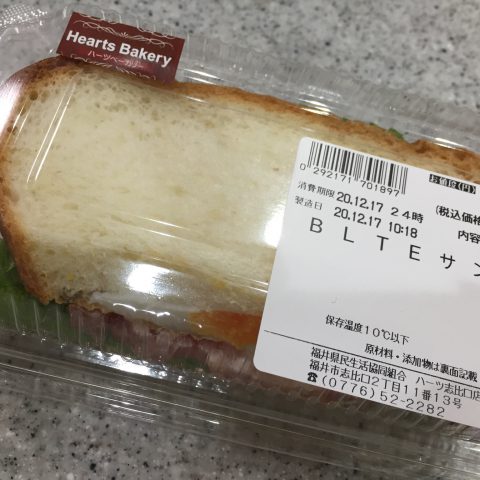 Hearts Bakery
ハーツベーカリー
0 292171 701897
お値段(円)
消費期限 20.12.17 24時
(税込価格
製造日 20.12.17 10:18
内容
BLTEサン
保存温度10℃以下
原材料・添加物は裏面記載
福井県民生活協同組合 ハーツ志比口店
福井市志比口2丁目11番13号
☎(0776)52-2282